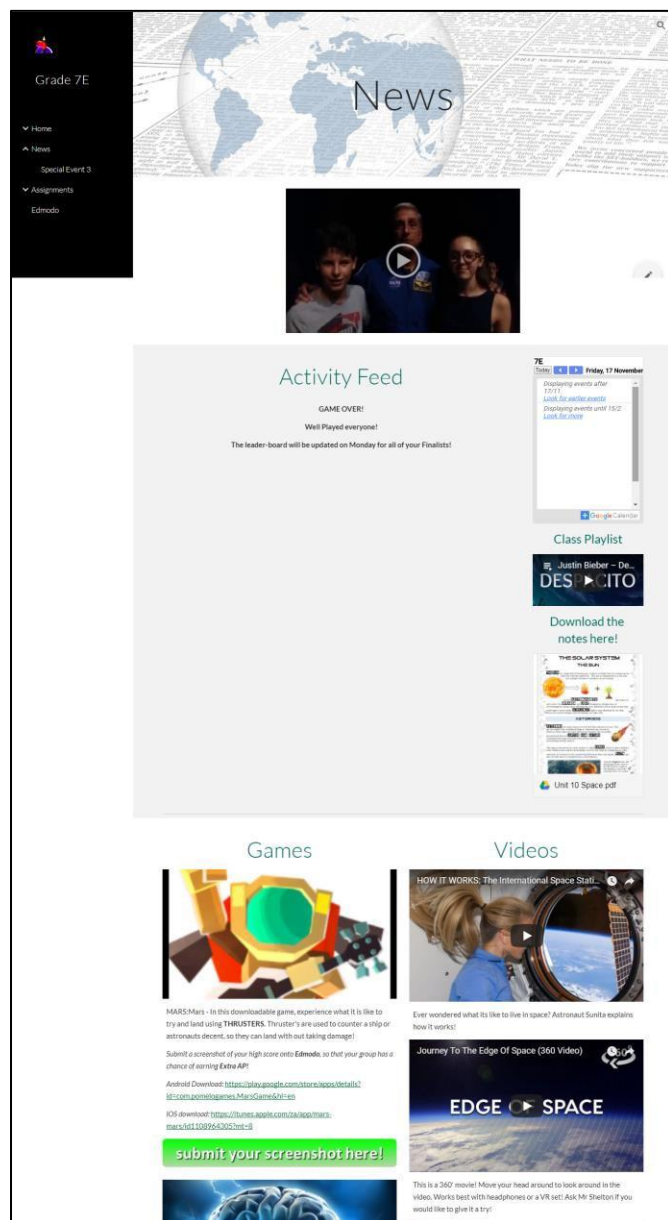 Grade 7E
Home
News
Special Event 3
Assignments
Edmodo
News
Activity Feed
GAME OVER!
Well Played everyone!
The leader-board will be updated on Monday for all of your Finalists!
7E
Today
Friday, 17 November
Displaying events after
17/11.
Look for earlier events
Displaying events until 15/2.
Look for more
Google Calendar
Class Playlist
Justin Bieber – De...
DESPACITO
Download the
notes here!
THE SOLAR SYSTEM
THE SUN
Unit 10 Space.pdf
Games
MARS:Mars - In this downloadable game, experience what it is like to
try and land using THRUSTERS. Thruster's are used to counter a ship or
astronauts decent, so they can land with out taking damage!
Submit a screenshot of your high score onto Edmodo, so that your group has a
chance of earning Extra AP!
Android Download: https://play.google.com/store/apps/details?
id=com.pomelogames.MarsGame&hl=en
iOS download: https://itunes.apple.com/za/app/mars-
mars/id1108964305?mt=8
submit your screenshot here!
Videos
HOW IT WORKS: The International Space Stati...
Ever wondered what its like to live in space? Astronaut Sunita explains
how it works!
Journey To The Edge Of Space (360 Video)
360°
EDGE OF SPACE
This is a 360' movie! Move your head around to look around in the
video. Works best with headphones or a VR set! Ask Mr Shelton if you
would like to give it a try!